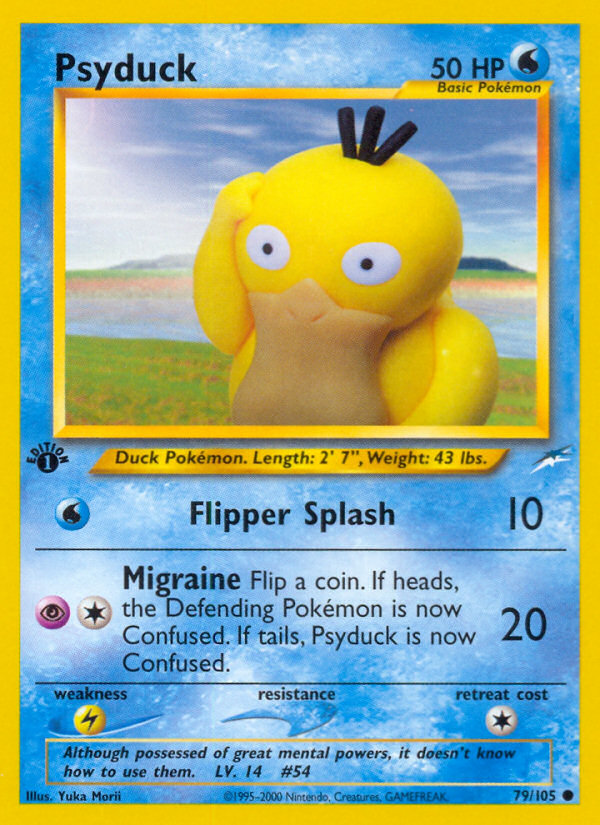 Psyduck
50 HP
Basic Pokémon
EDITION
1
Duck Pokémon. Length: 2' 7", Weight: 43 lbs.
Flipper Splash 10
Migraine Flip a coin. If heads,
the Defending Pokémon is now
Confused. If tails, Psyduck is now
Confused.
20
weakness resistance retreat cost
Although possessed of great mental powers, it doesn't know
how to use them. LV. 14 #54
Illus. Yuka Morii ©1995-2000 Nintendo, Creatures, GAMEFREAK. 79/105